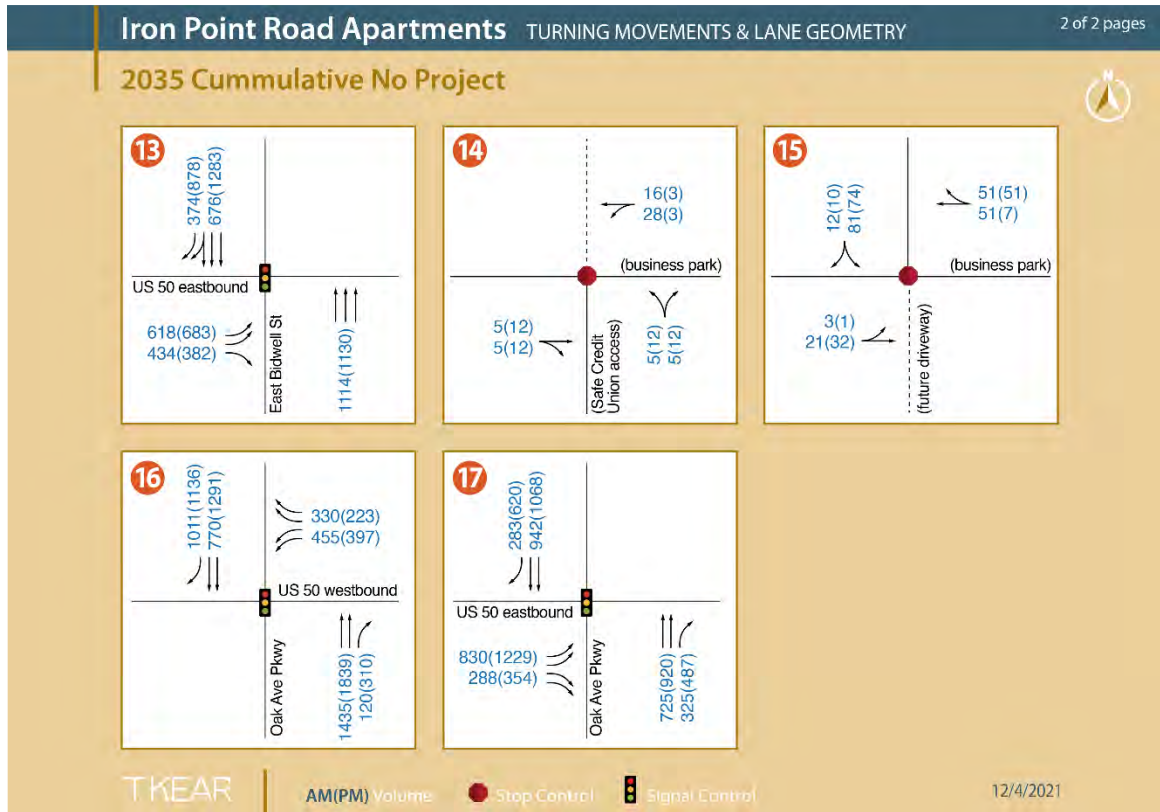 Iron Point Road Apartments TURNING MOVEMENTS & LANE GEOMETRY
2 of 2 pages
2035 Cummulative No Project
N
13
374(878)
676(1283)
US 50 eastbound
618(683)
434(382)
East Bidwell St
1114(1130)
14
16(3)
28(3)
(business park)
5(12)
5(12)
(Safe Credit
Union access)
5(12)
5(12)
15
12(10)
81(74)
51(51)
51(7)
(business park)
3(1)
21(32)
(future driveway)
16
1011(1136)
770(1291)
330(223)
455(397)
US 50 westbound
Oak Ave Pkwy
1435(1839)
120(310)
17
283(620)
942(1068)
US 50 eastbound
830(1229)
288(354)
Oak Ave Pkwy
725(920)
325(487)
TKEAR
AM(PM) Volume
Stop Control
Signal Control
12/4/2021